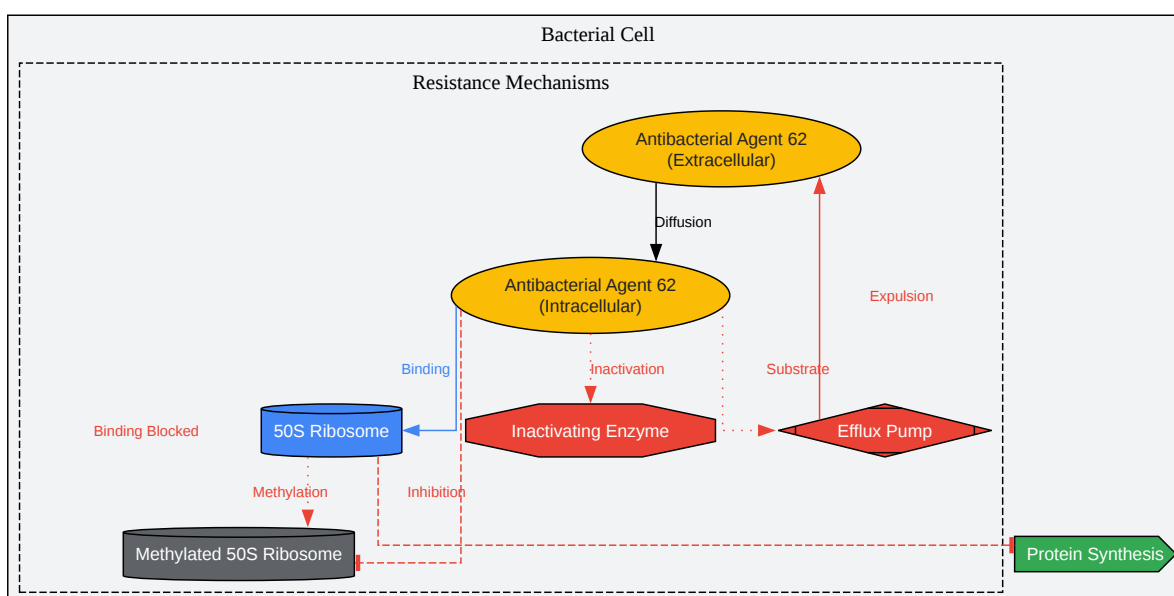 Bacterial Cell
Resistance Mechanisms
Antibacterial Agent 62
(Extracellular)
Diffusion
Antibacterial Agent 62
(Intracellular)
Expulsion
Binding
Inactivation
Substrate
Binding Blocked
50S Ribosome
Inactivating Enzyme
Efflux Pump
Methylation
Inhibition
Methylated 50S Ribosome
Protein Synthesis